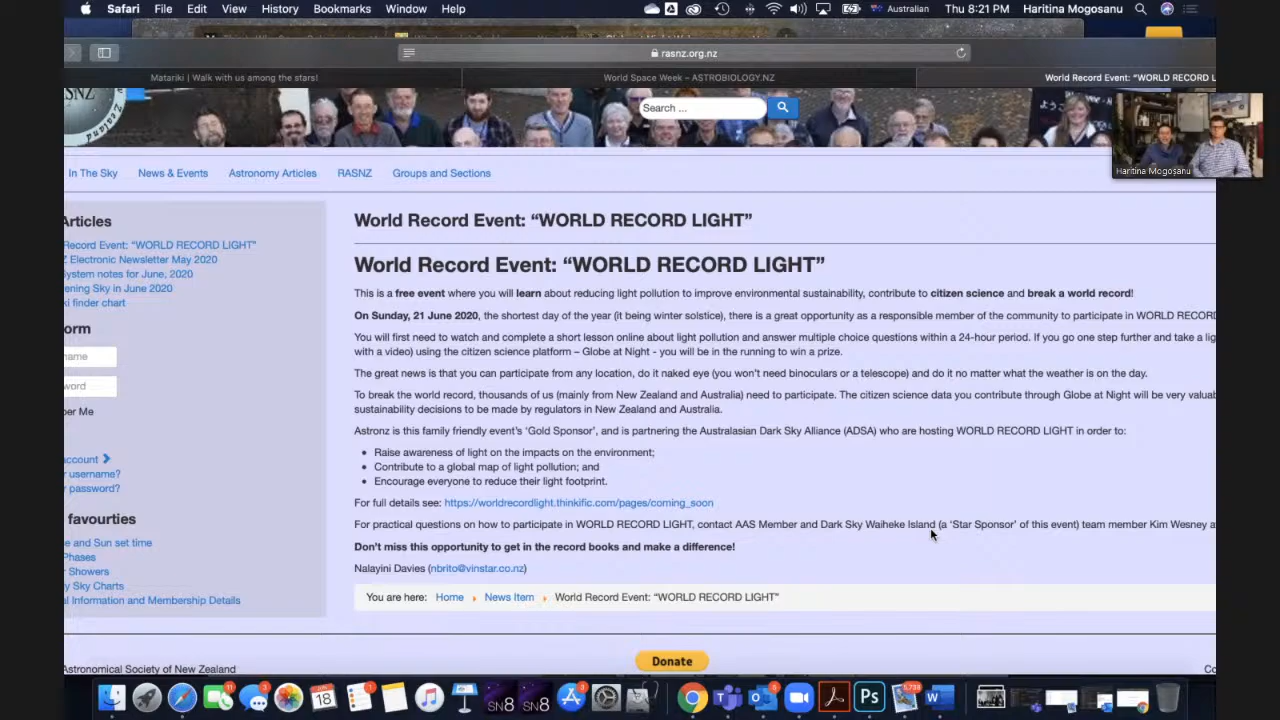 Safari File Edit View History Bookmarks Window Help Australian Thu 8:21 PM Haritina Mogosanu
rasnz.org.nz
Matariki | Walk with us among the stars! World Space Week – ASTROBIOLOGY.NZ World Record Event: “WORLD RECORD L
RASNZ
Search ...
Haritina Mogoșanu
In The Sky News & Events Astronomy Articles RASNZ Groups and Sections
Articles
Record Event: “WORLD RECORD LIGHT”
Z Electronic Newsletter May 2020
System notes for June, 2020
ening Sky in June 2020
ki finder chart
orm
name
word
ber Me
account
r username?
r password?
favourties
e and Sun set time
Phases
r Showers
y Sky Charts
al Information and Membership Details
World Record Event: “WORLD RECORD LIGHT”
World Record Event: “WORLD RECORD LIGHT”
This is a free event where you will learn about reducing light pollution to improve environmental sustainability, contribute to citizen science and break a world record!
On Sunday, 21 June 2020, the shortest day of the year (it being winter solstice), there is a great opportunity as a responsible member of the community to participate in WORLD RECORD
You will first need to watch and complete a short lesson online about light pollution and answer multiple choice questions within a 24-hour period. If you go one step further and take a lig
with a video) using the citizen science platform – Globe at Night - you will be in the running to win a prize.
The great news is that you can participate from any location, do it naked eye (you won’t need binoculars or a telescope) and do it no matter what the weather is on the day.
To break the world record, thousands of us (mainly from New Zealand and Australia) need to participate. The citizen science data you contribute through Globe at Night will be very valuab
sustainability decisions to be made by regulators in New Zealand and Australia.
Astronz is this family friendly event’s ‘Gold Sponsor’, and is partnering the Australasian Dark Sky Alliance (ADSA) who are hosting WORLD RECORD LIGHT in order to:
• Raise awareness of light on the impacts on the environment;
• Contribute to a global map of light pollution; and
• Encourage everyone to reduce their light footprint.
For full details see: https://worldrecordlight.thinkific.com/pages/coming_soon
For practical questions on how to participate in WORLD RECORD LIGHT, contact AAS Member and Dark Sky Waiheke Island (a ‘Star Sponsor’ of this event) team member Kim Wesney a
Don’t miss this opportunity to get in the record books and make a difference!
Nalayini Davies (nbrito@vinstar.co.nz)
You are here: Home News Item World Record Event: “WORLD RECORD LIGHT”
Astronomical Society of New Zealand
Donate
Co
11 3 JUN 18 1 SN8 SN8 3 Ps 5,738 W